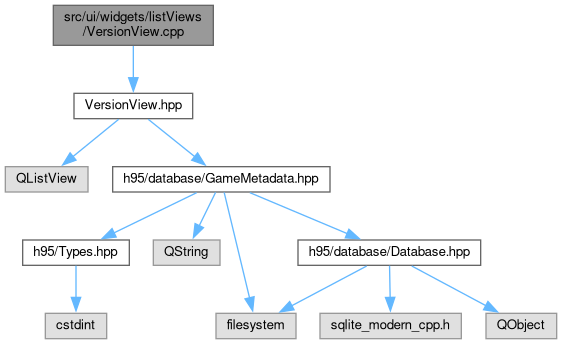 src/ui/widgets/listViews
/VersionView.cpp
VersionView.hpp
QListView
h95/database/GameMetadata.hpp
h95/Types.hpp
QString
h95/database/Database.hpp
cstdint
filesystem
sqlite_modern_cpp.h
QObject